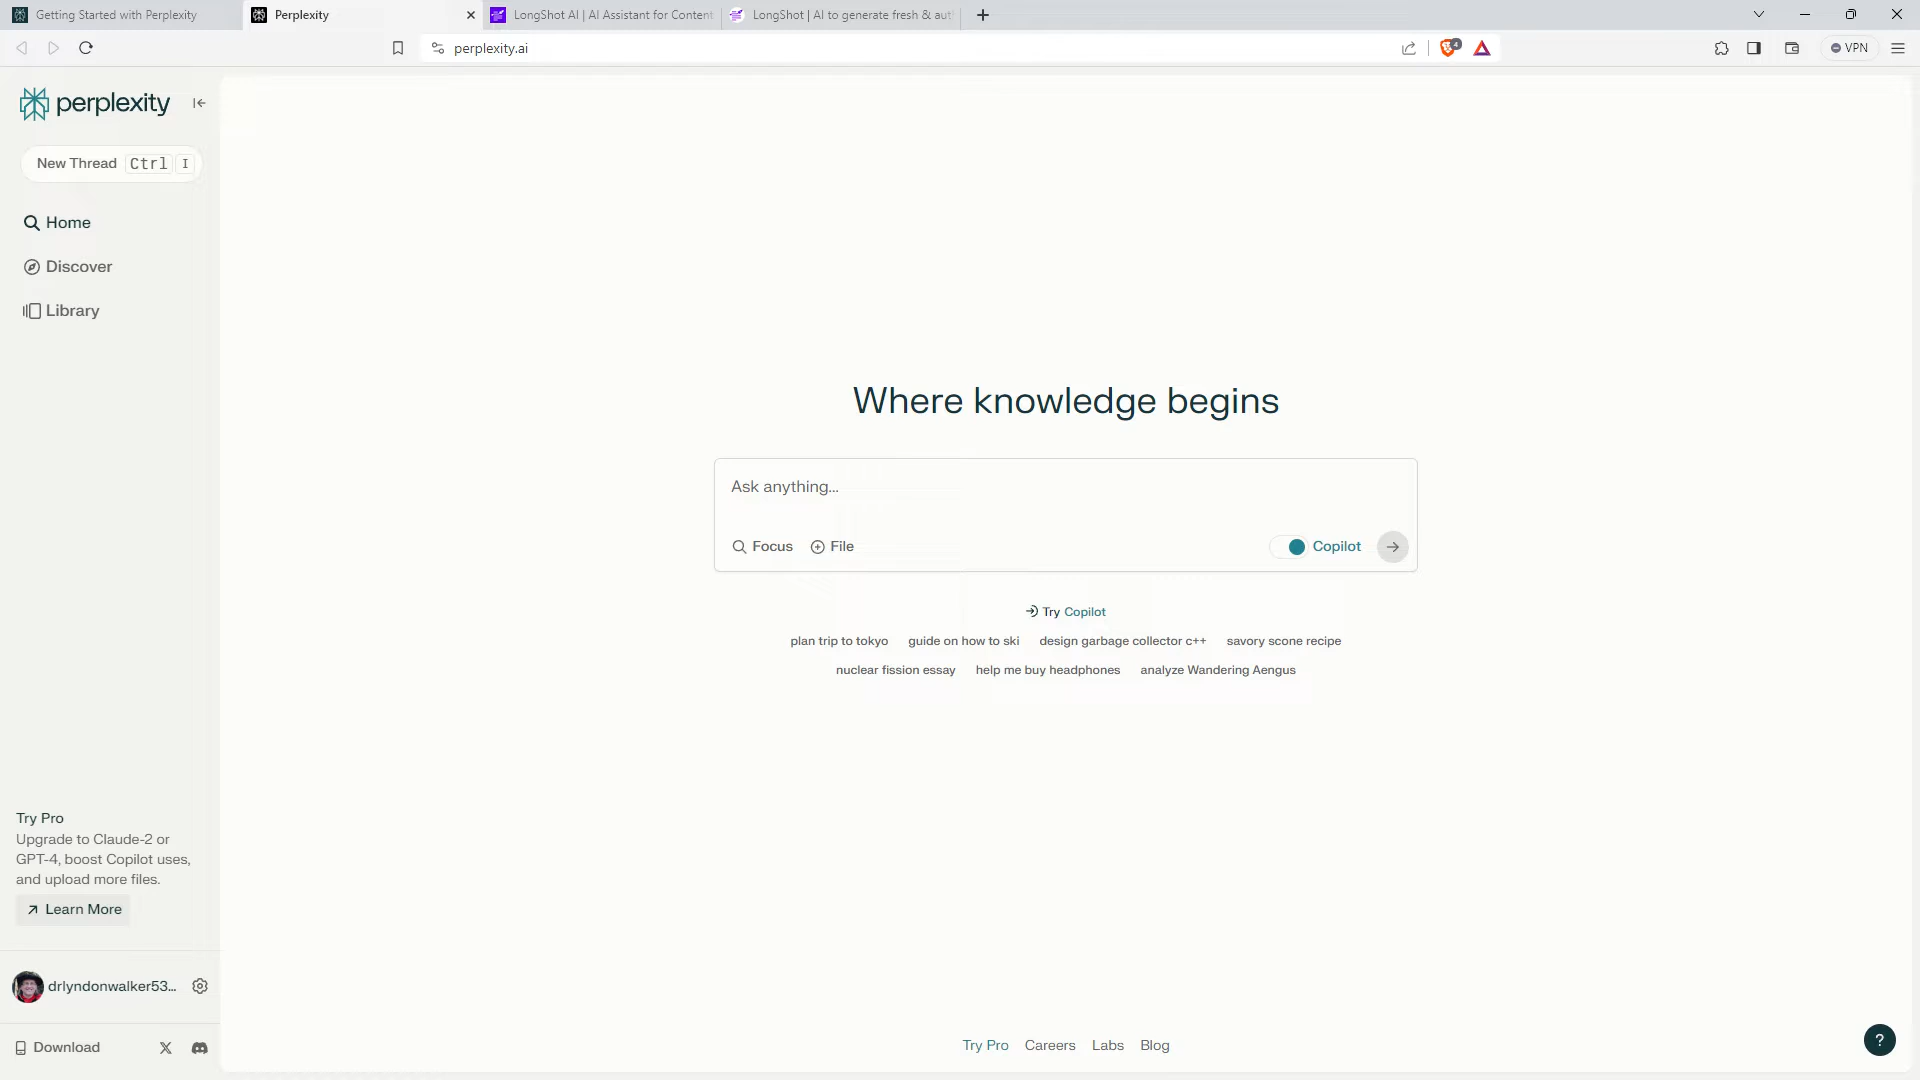 Getting Started with Perplexity
Perplexity
LongShot AI | AI Assistant for Content
LongShot | AI to generate fresh & aut
perplexity.ai
4
VPN
perplexity
New Thread Ctrl I
Home
Discover
Library
Where knowledge begins
Ask anything...
Focus
File
Copilot
Try Copilot
plan trip to tokyo
guide on how to ski
design garbage collector c++
savory scone recipe
nuclear fission essay
help me buy headphones
analyze Wandering Aengus
Try Pro
Upgrade to Claude-2 or
GPT-4, boost Copilot uses,
and upload more files.
Learn More
drlyndonwalker53...
Download
Try Pro
Careers
Labs
Blog
?